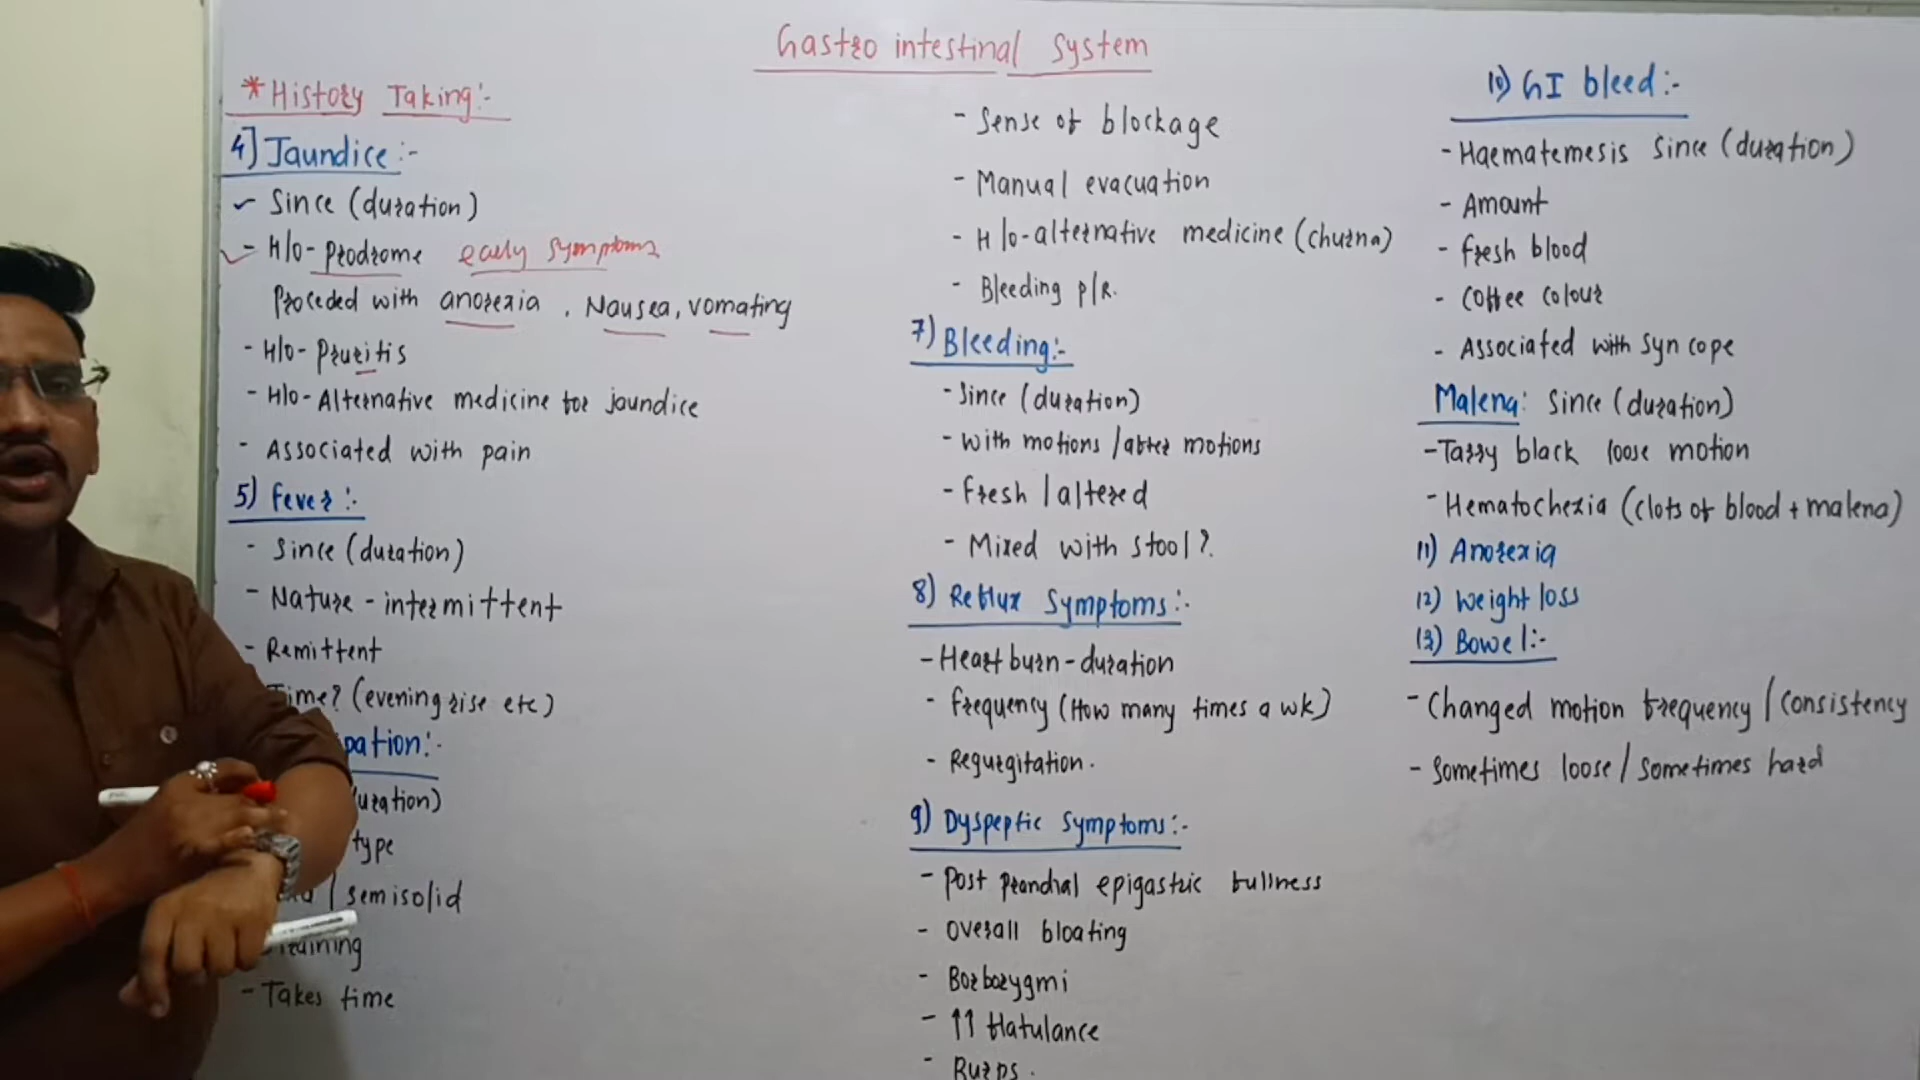 Gastro intestinal System
*History Taking:-
4] Jaundice:-
- Since (duration)
- H/o- Prodrome early symptoms
Proceded with anorexia, Nausea, vomating
- H/o- Pruritis
- H/o- Alternative medicine for jaundice
- Associated with pain
5) fever:-
- Since (duration)
- Nature - intermittent
- Remittent
Time? (evening rise etc)
pation:-
uration)
type
/ semisolid
training
- Takes time
- Sense of blockage
- Manual evacuation
- H/o-alternative medicine (churna)
- Bleeding p/R.
7) Bleeding:-
- Since (duration)
- with motions / after motions
- Fresh / altered
- Mixed with stool?
8) Reflux Symptoms:-
- Heart burn - duration
- frequency (How many times a wk)
- Regurgitation.
9) Dyspeptic Symptoms:-
- Post prandial epigastric fullness
- Overall bloating
- Borborygmi
- ↑↑ flatulance
- Burps.
10) GI bleed:-
- Haematemesis since (duration)
- Amount
- fresh blood
- Coffee colour
- Associated with syncope
Malena: Since (duration)
- Tarry black loose motion
- Hematochezia (clots of blood + malena)
11) Anorexia
12) Weight loss
13) Bowel:-
- Changed motion frequency / consistency
- Sometimes loose / sometimes hard